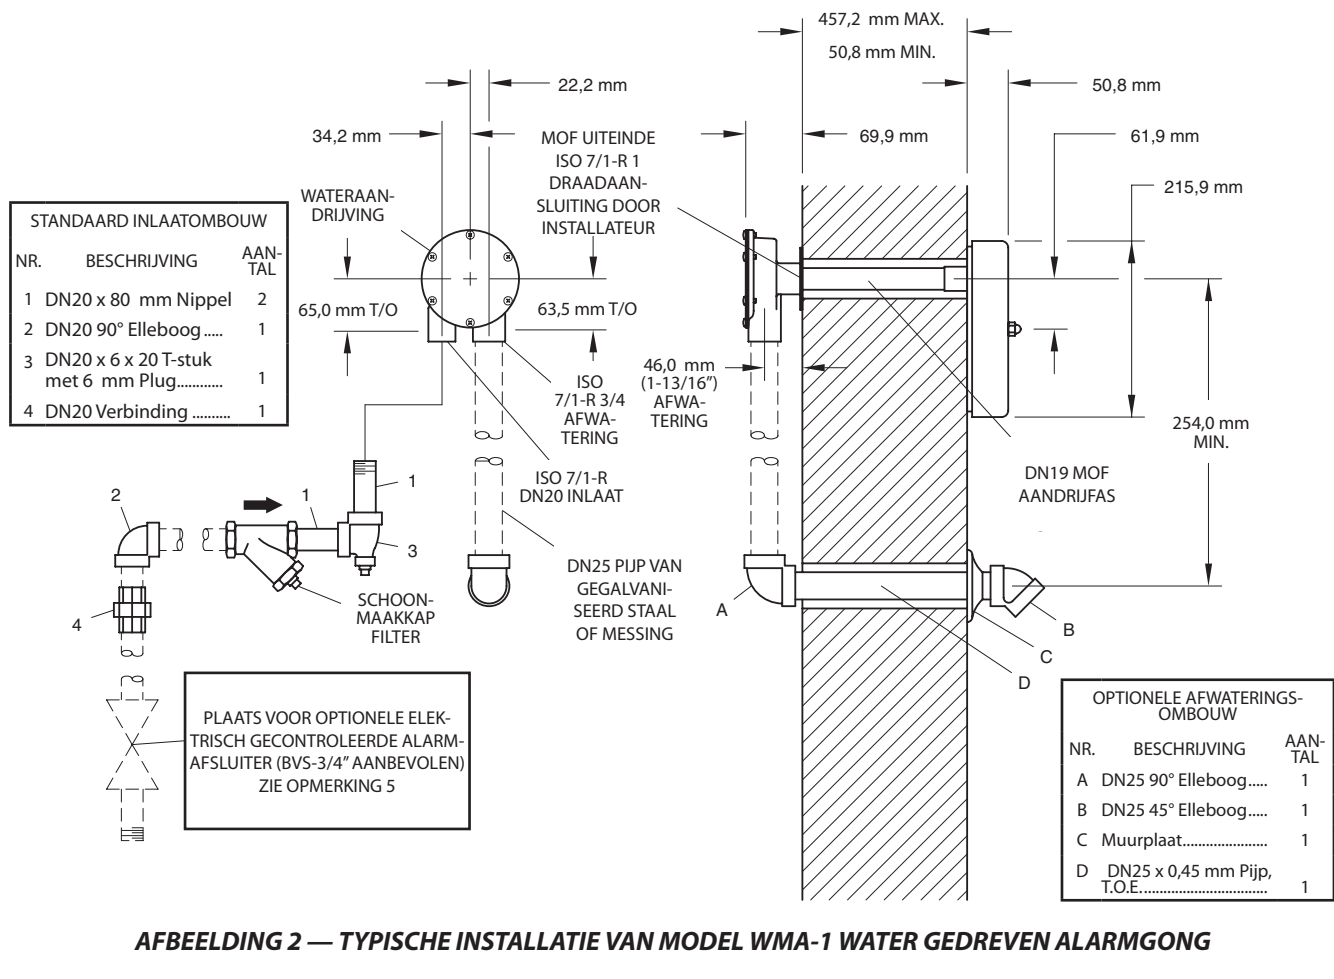 457,2 mm MAX.
50,8 mm MIN.
22,2 mm
50,8 mm
34,2 mm
MOF UITEINDE
ISO 7/1-R 1
DRAADAAN-
SLUITING DOOR
INSTALLATEUR
69,9 mm
61,9 mm
215,9 mm
WATERAAN-
DRIJVING
STANDAARD INLAATOMBOUW
NR. BESCHRIJVING AAN-
TAL
1 DN20 x 80 mm Nippel 2
2 DN20 90° Elleboog ..... 1
3 DN20 x 6 x 20 T-stuk
met 6 mm Plug............ 1
4 DN20 Verbinding .......... 1
65,0 mm T/O
63,5 mm T/O
46,0 mm
(1-13/16”)
AFWA-
TERING
ISO
7/1-R 3/4
AFWA-
TERING
254,0 mm
MIN.
ISO 7/1-R
DN20 INLAAT
DN19 MOF
AANDRIJFAS
2
1
1
3
4
SCHOON-
MAAKKAP
FILTER
DN25 PIJP VAN
GEGALVANI-
SEERD STAAL
OF MESSING
A
B
C
D
PLAATS VOOR OPTIONELE ELEK-
TRISCH GECONTROLEERDE ALARM-
AFSLUITER (BVS-3/4” AANBEVOLEN)
ZIE OPMERKING 5
OPTIONELE AFWATERINGS-
OMBOUW
NR. BESCHRIJVING AAN-
TAL
A DN25 90° Elleboog..... 1
B DN25 45° Elleboog..... 1
C Muurplaat....................... 1
D DN25 x 0,45 mm Pijp,
T.O.E.................................. 1
AFBEELDING 2 — TYPISCHE INSTALLATIE VAN MODEL WMA-1 WATER GEDREVEN ALARMGONG